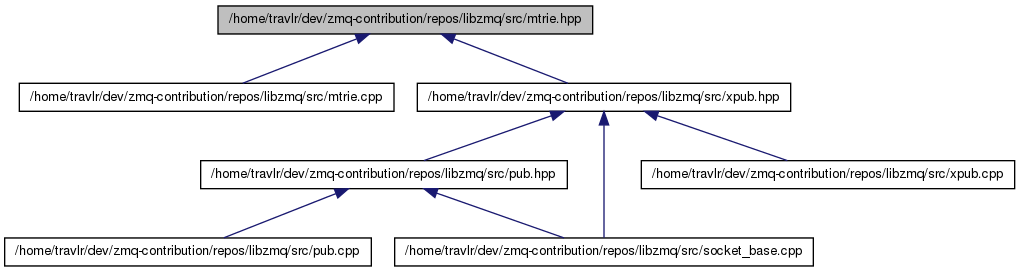 /home/travlr/dev/zmq-contribution/repos/libzmq/src/mtrie.hpp
/home/travlr/dev/zmq-contribution/repos/libzmq/src/mtrie.cpp
/home/travlr/dev/zmq-contribution/repos/libzmq/src/xpub.hpp
/home/travlr/dev/zmq-contribution/repos/libzmq/src/pub.hpp
/home/travlr/dev/zmq-contribution/repos/libzmq/src/xpub.cpp
/home/travlr/dev/zmq-contribution/repos/libzmq/src/pub.cpp
/home/travlr/dev/zmq-contribution/repos/libzmq/src/socket_base.cpp